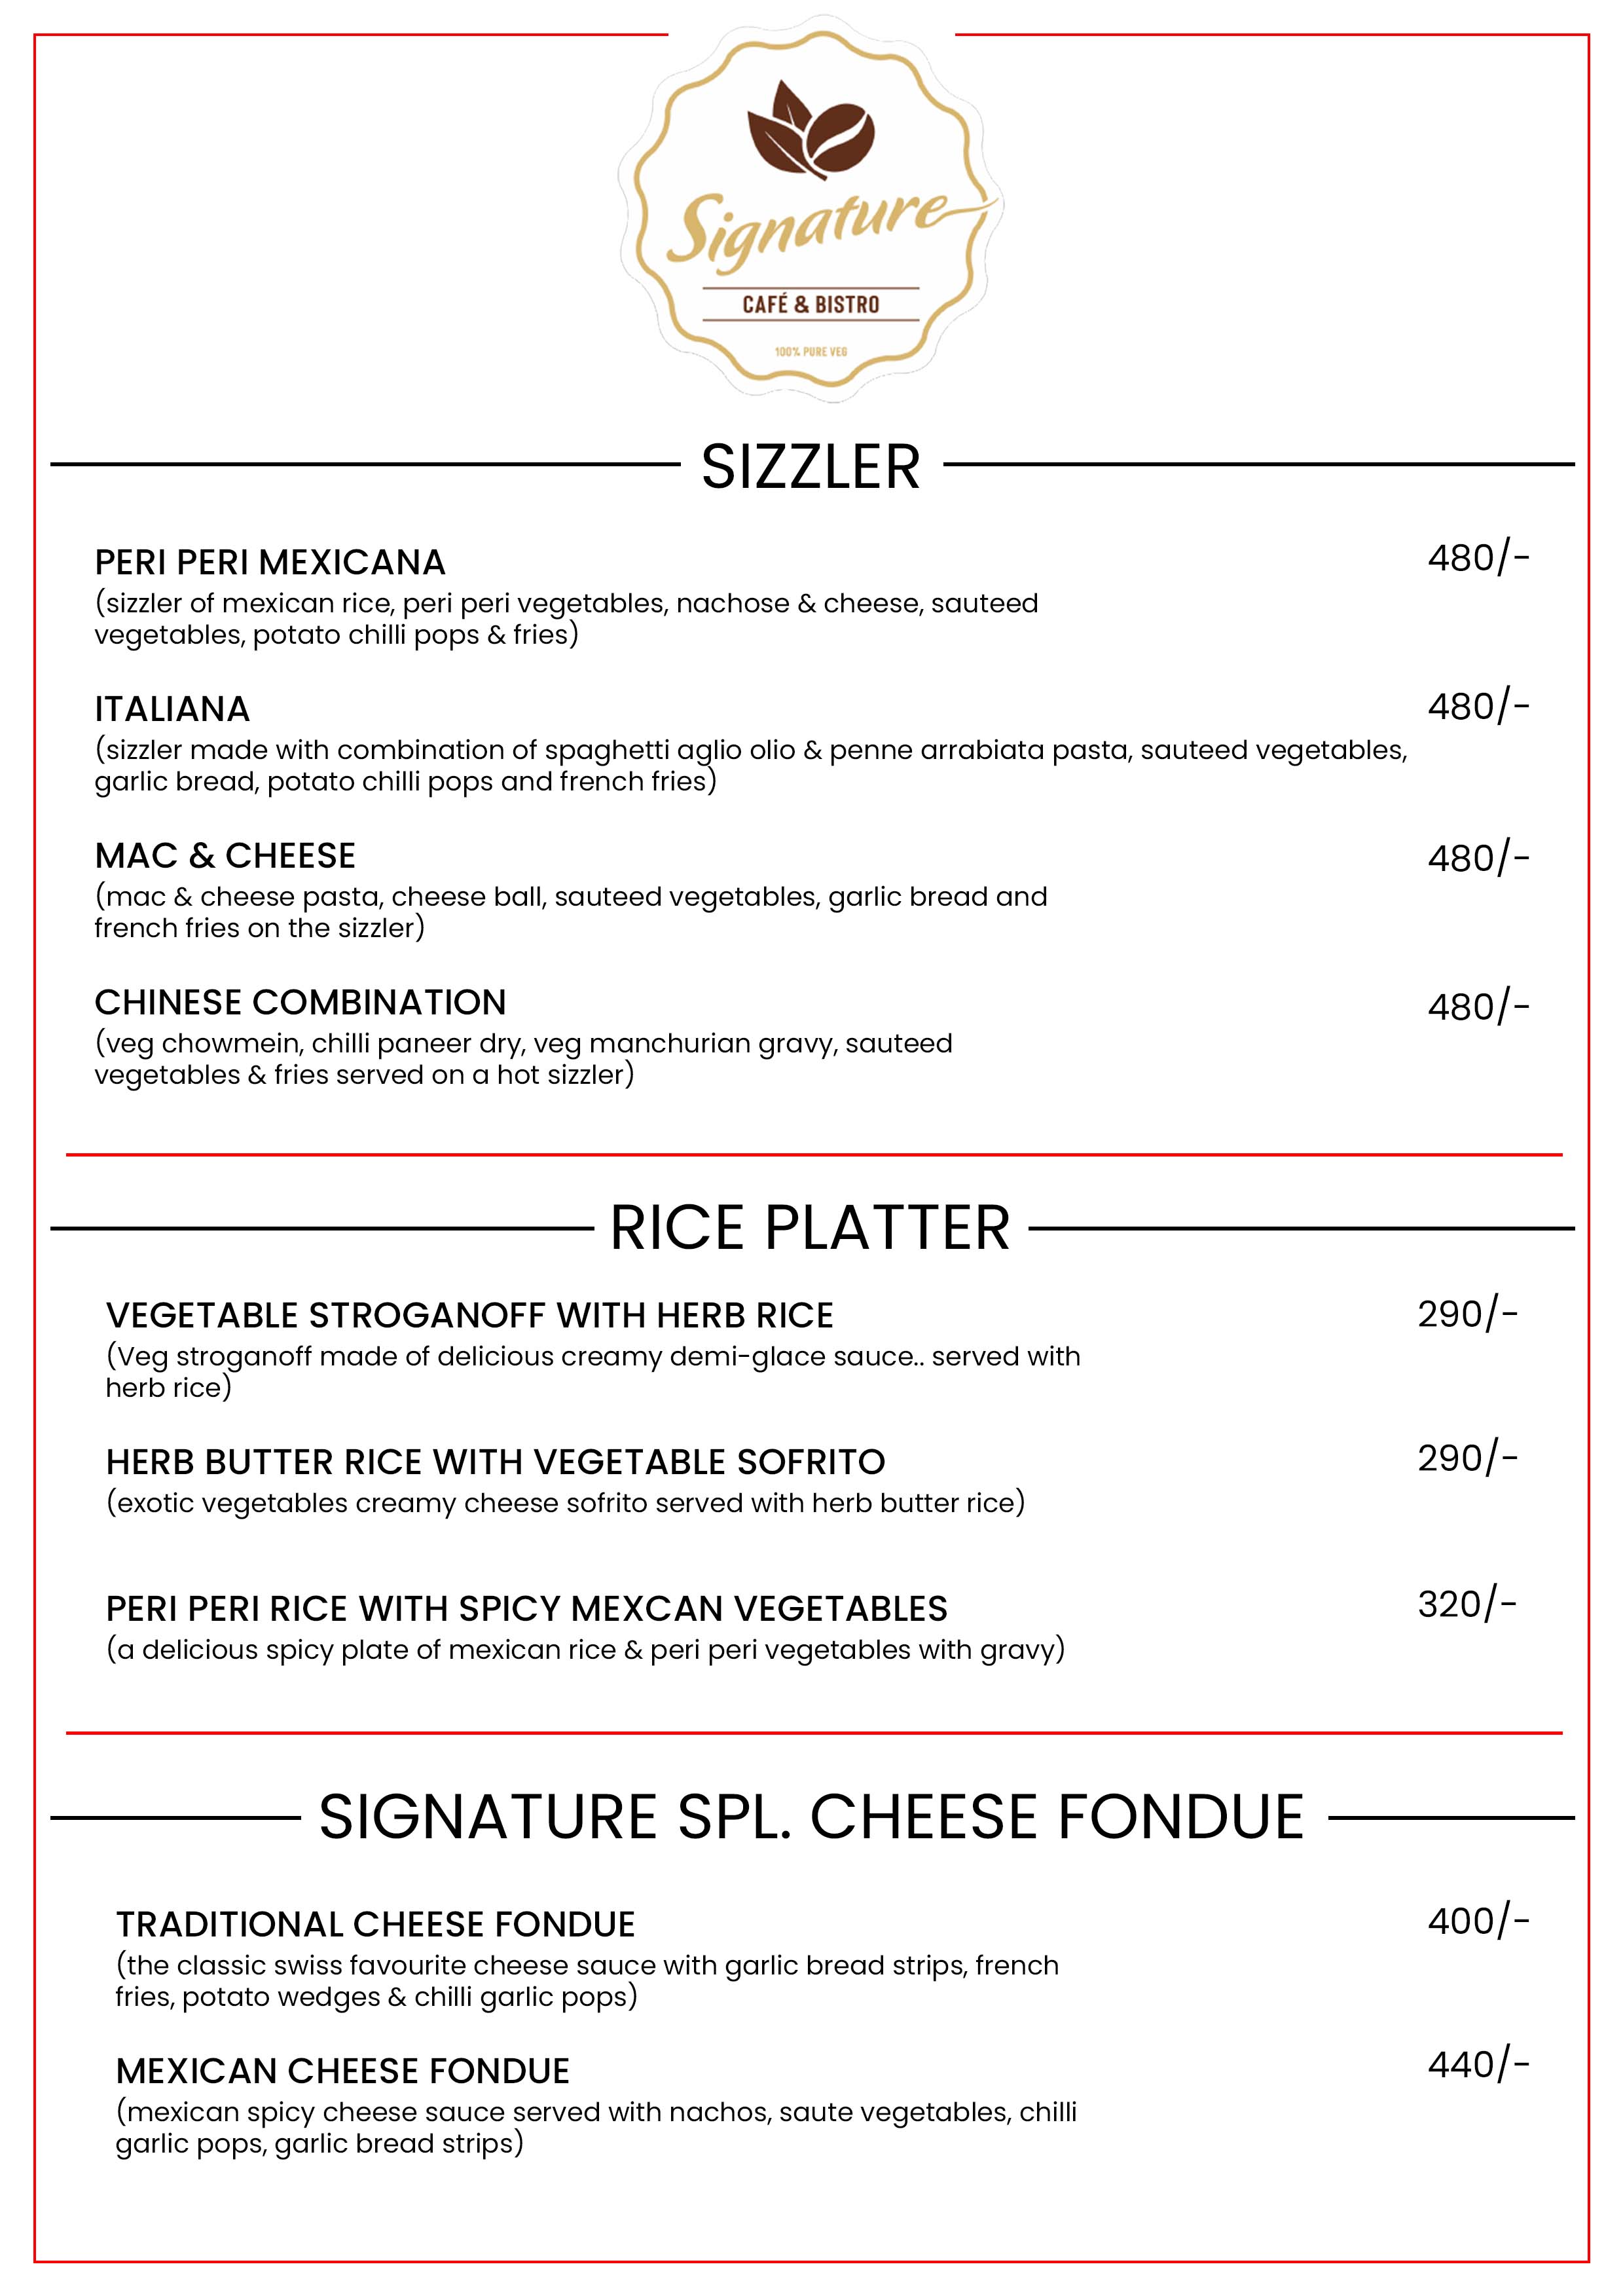 Signature
CAFÉ & BISTRO
100% PURE VEG
SIZZLER
PERI PERI MEXICANA 480/-
(sizzler of mexican rice, peri peri vegetables, nachose & cheese, sauteed
vegetables, potato chilli pops & fries)
ITALIANA 480/-
(sizzler made with combination of spaghetti aglio olio & penne arrabiata pasta, sauteed vegetables,
garlic bread, potato chilli pops and french fries)
MAC & CHEESE 480/-
(mac & cheese pasta, cheese ball, sauteed vegetables, garlic bread and
french fries on the sizzler)
CHINESE COMBINATION 480/-
(veg chowmein, chilli paneer dry, veg manchurian gravy, sauteed
vegetables & fries served on a hot sizzler)
RICE PLATTER
VEGETABLE STROGANOFF WITH HERB RICE 290/-
(Veg stroganoff made of delicious creamy demi-glace sauce.. served with
herb rice)
HERB BUTTER RICE WITH VEGETABLE SOFRITO 290/-
(exotic vegetables creamy cheese sofrito served with herb butter rice)
PERI PERI RICE WITH SPICY MEXCAN VEGETABLES 320/-
(a delicious spicy plate of mexican rice & peri peri vegetables with gravy)
SIGNATURE SPL. CHEESE FONDUE
TRADITIONAL CHEESE FONDUE 400/-
(the classic swiss favourite cheese sauce with garlic bread strips, french
fries, potato wedges & chilli garlic pops)
MEXICAN CHEESE FONDUE 440/-
(mexican spicy cheese sauce served with nachos, saute vegetables, chilli
garlic pops, garlic bread strips)